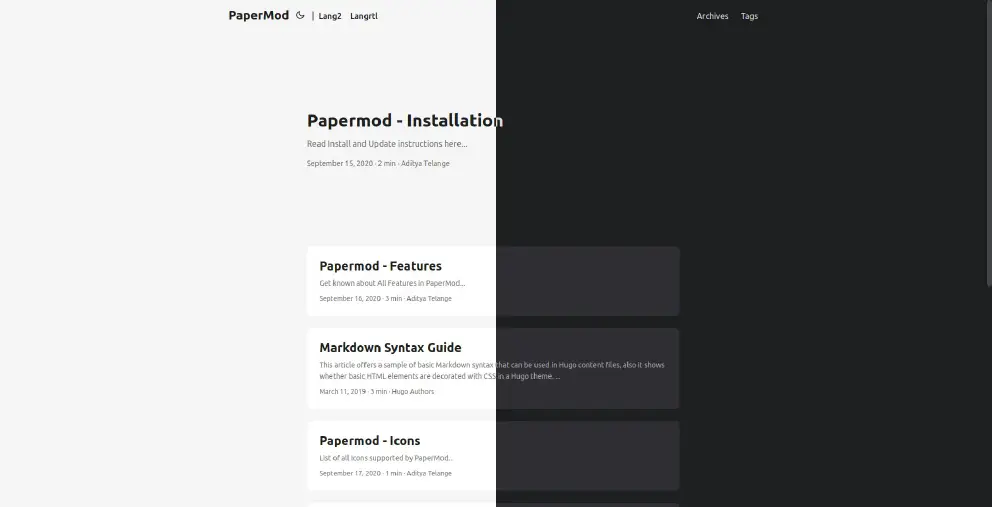 PaperMod | Lang2 Langrtl Archives Tags
Papermod - Installation
Read Install and Update instructions here...
September 15, 2020 · 2 min · Aditya Telange
Papermod - Features
Get known about All Features in PaperMod...
September 16, 2020 · 3 min · Aditya Telange
Markdown Syntax Guide
This article offers a sample of basic Markdown syntax that can be used in Hugo content files, also it shows
whether basic HTML elements are decorated with CSS in a Hugo theme. ...
March 11, 2019 · 3 min · Hugo Authors
Papermod - Icons
List of all Icons supported by PaperMod...
September 17, 2020 · 1 min · Aditya Telange